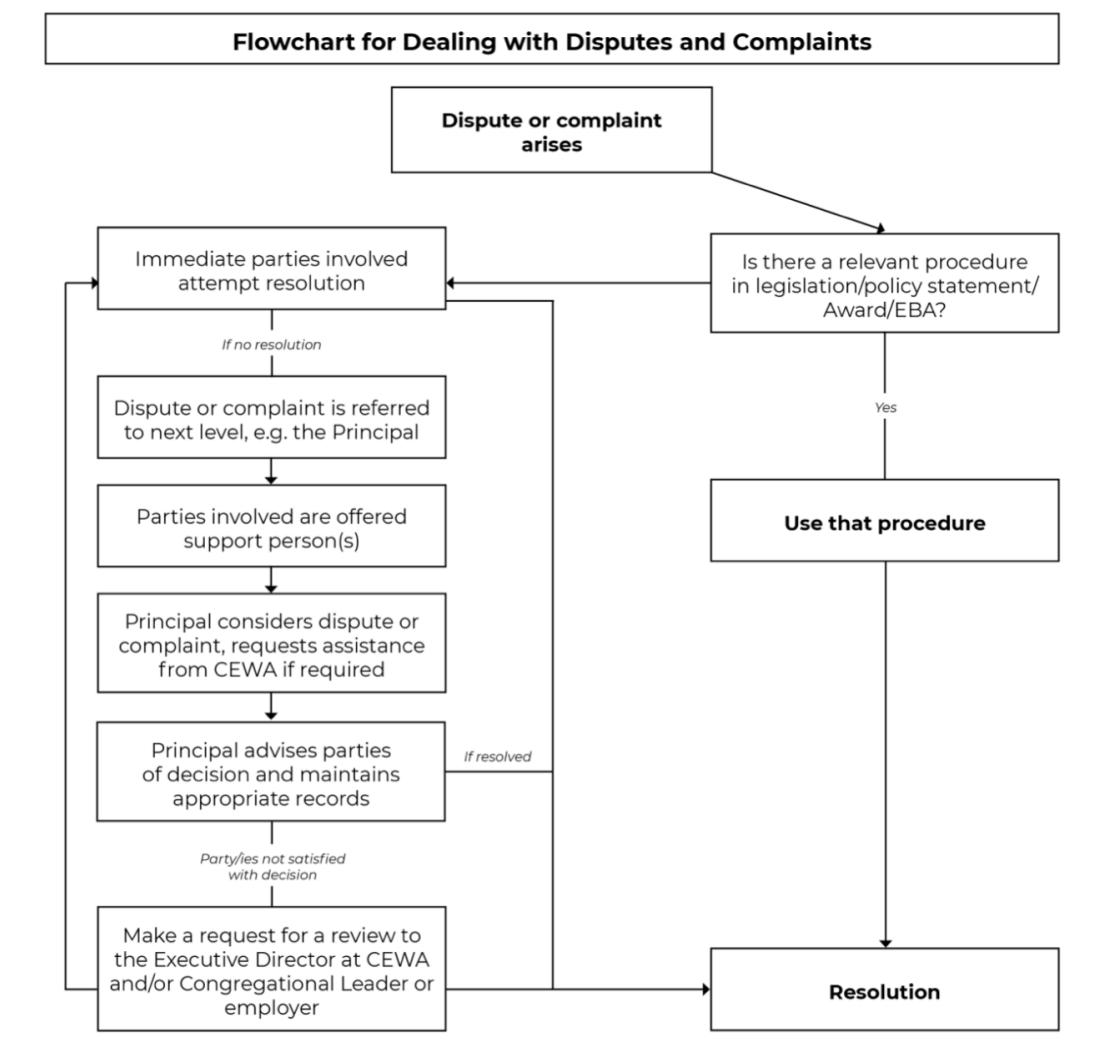 Flowchart for Dealing with Disputes and Complaints
Dispute or complaint
arises
Is there a relevant procedure
in legislation/policy statement/
Award/EBA?
Immediate parties involved
attempt resolution
If no resolution
Dispute or complaint is referred
to next level, e.g. the Principal
Parties involved are offered
support person(s)
Principal considers dispute or
complaint, requests assistance
from CEWA if required
Principal advises parties
of decision and maintains
appropriate records
If resolved
Party/ies not satisfied
with decision
Make a request for a review to
the Executive Director at CEWA
and/or Congregational Leader or
employer
Yes
Use that procedure
Resolution